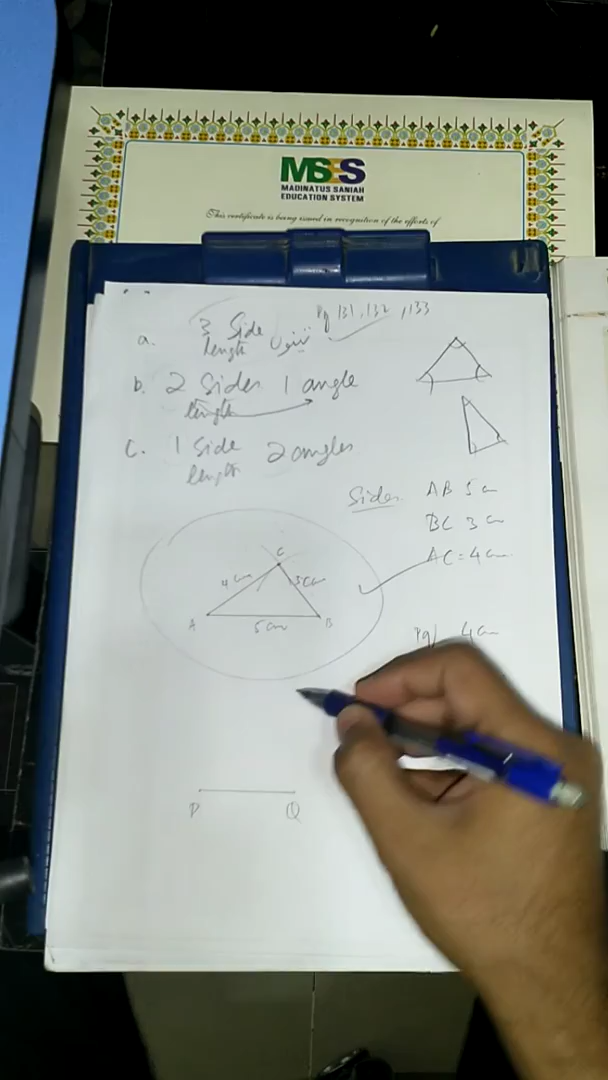 MSES
MADINATUS SANIAH
EDUCATION SYSTEM
This certificate is being issued in recognition of the efforts of
Pg 131, 132, 133
a. 3 Side
length
b. 2 Sides 1 angle
length
c. 1 Side 2 angles
length
Sides AB 5 cm
BC 3 cm
AC = 4 cm
C
4 cm 3 cm
A 5 cm B
Pq 4 cm
P Q